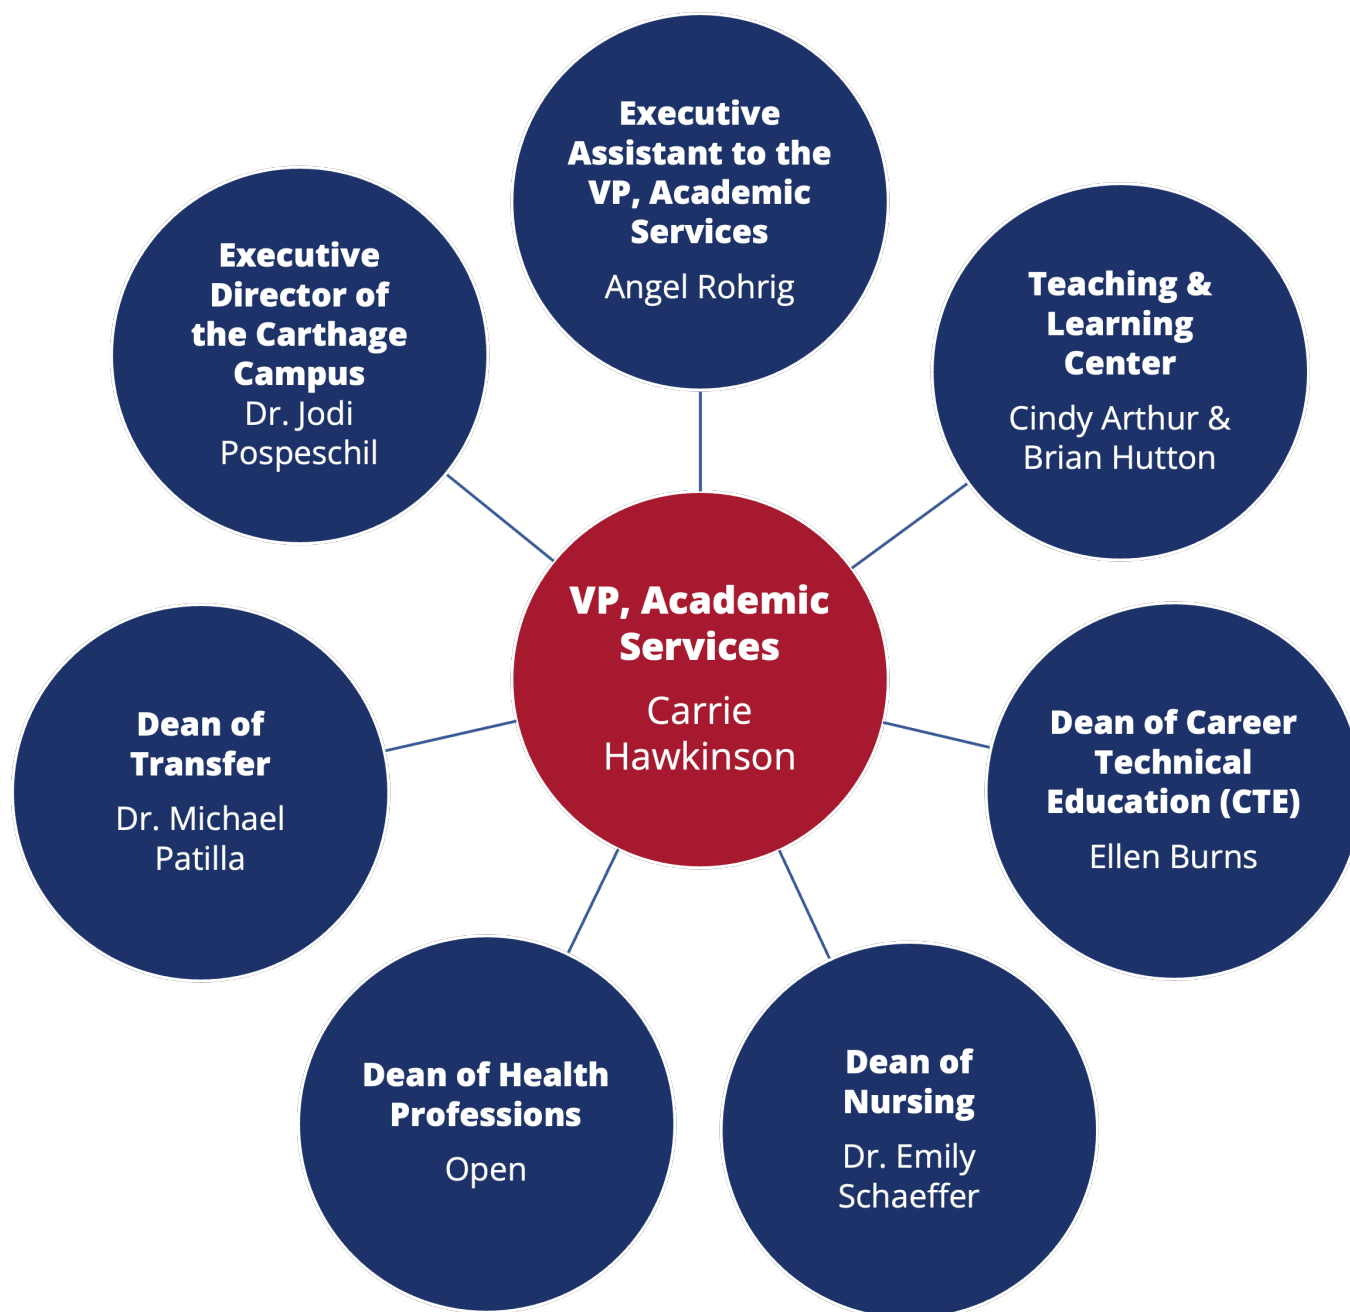 Executive
Assistant to the
VP, Academic
Services
Angel Rohrig
Executive
Director of
the Carthage
Campus
Dr. Jodi
Pospeschil
Teaching &
Learning
Center
Cindy Arthur &
Brian Hutton
VP, Academic
Services
Carrie
Hawkinson
Dean of
Transfer
Dr. Michael
Patilla
Dean of Career
Technical
Education (CTE)
Ellen Burns
Dean of Health
Professions
Open
Dean of
Nursing
Dr. Emily
Schaeffer